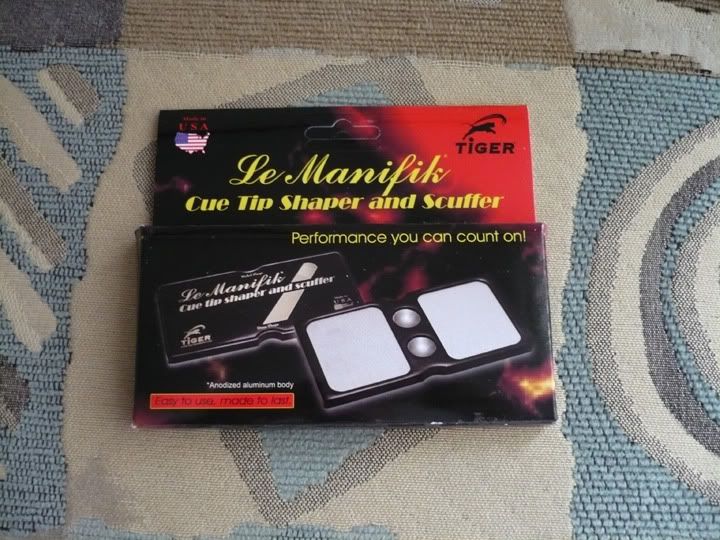 Made in
USA
TIGER
Le Manifik
Cue Tip Shaper and Scuffer
Performance you can count on!
Le Manifik
Cue tip shaper and scuffer
USA
TIGER
*Anodized aluminum body
Easy to use, made to last.